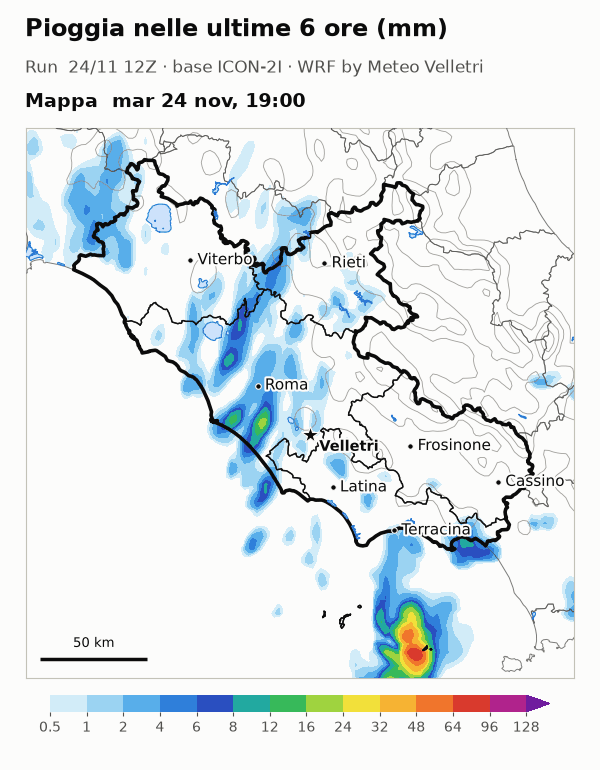 Pioggia nelle ultime 6 ore (mm)
Run  24/11 12Z · base ICON-2I · WRF by Meteo Velletri
Mappa  mar 24 nov, 19:00
Viterbo
Rieti
Roma
Velletri
Frosinone
Latina
Cassino
Terracina
50 km
0.5 1 2 4 6 8 12 16 24 32 48 64 96 128